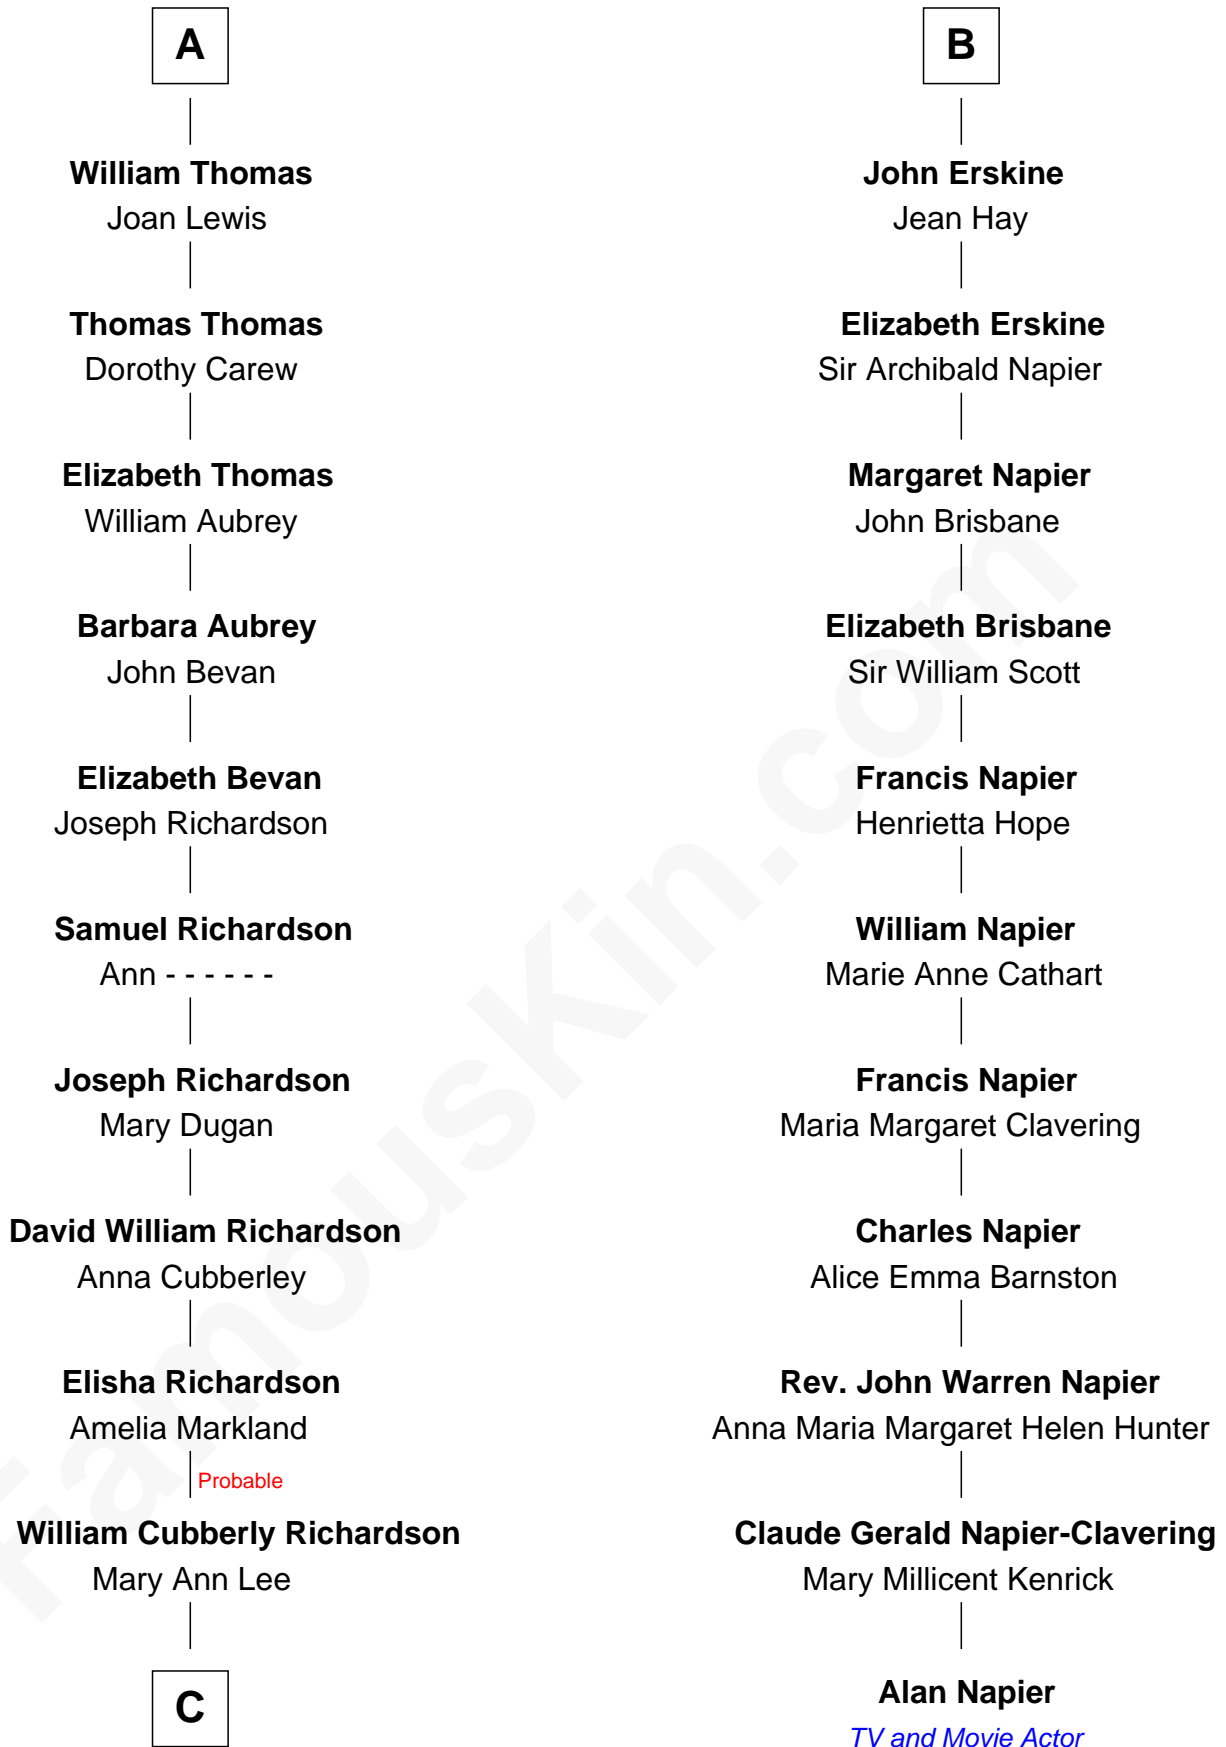 A
William Thomas
Joan Lewis
Thomas Thomas
Dorothy Carew
Elizabeth Thomas
William Aubrey
Barbara Aubrey
John Bevan
Elizabeth Bevan
Joseph Richardson
Samuel Richardson
Ann - - - - - -
Joseph Richardson
Mary Dugan
David William Richardson
Anna Cubberley
Elisha Richardson
Amelia Markland
Probable
William Cubberly Richardson
Mary Ann Lee
C
B
John Erskine
Jean Hay
Elizabeth Erskine
Sir Archibald Napier
Margaret Napier
John Brisbane
Elizabeth Brisbane
Sir William Scott
Francis Napier
Henrietta Hope
William Napier
Marie Anne Cathart
Francis Napier
Maria Margaret Clavering
Charles Napier
Alice Emma Barnston
Rev. John Warren Napier
Anna Maria Margaret Helen Hunter
Claude Gerald Napier-Clavering
Mary Millicent Kenrick
Alan Napier
TV and Movie Actor
FamousKin.com